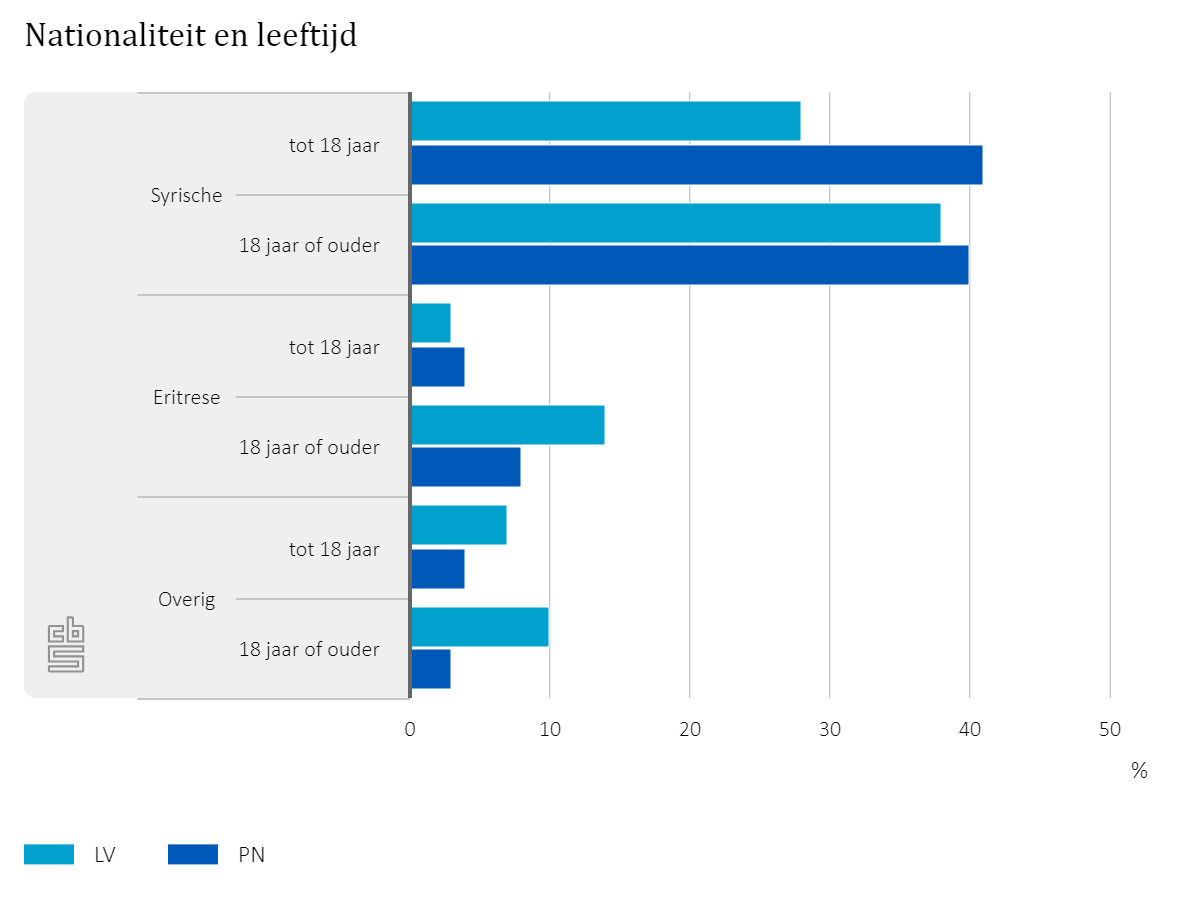 Nationaliteit en leeftijd
tot 18 jaar
Syrische
18 jaar of ouder
tot 18 jaar
Eritrese
18 jaar of ouder
tot 18 jaar
Overig
18 jaar of ouder
cbs
0 10 20 30 40 50
%
LV PN